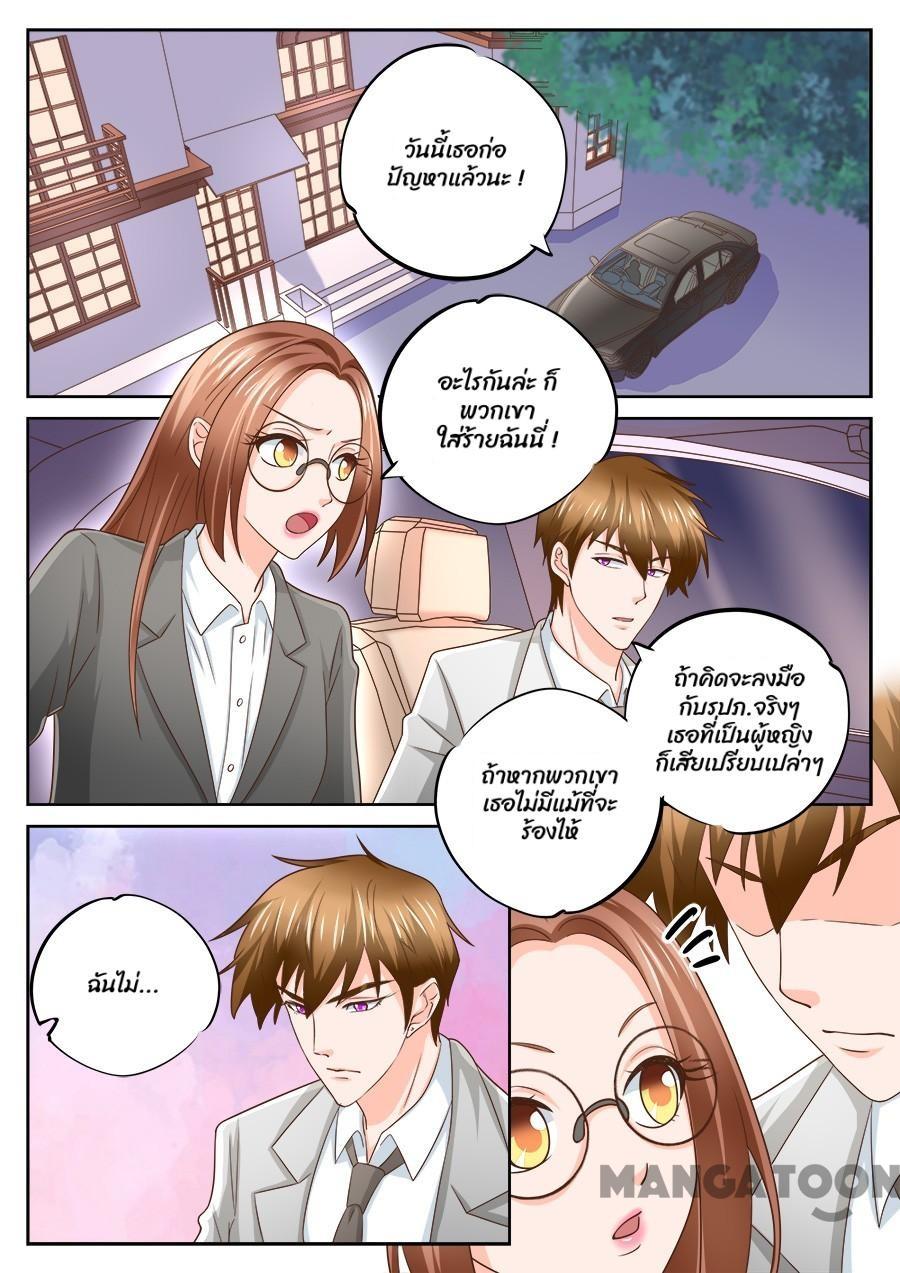 วันนี้เธอก่อ
ปัญหาแล้วนะ !
อะไรกันล่ะ ก็
พวกเขา
ใส่ร้ายฉันนี่ !
ถ้าคิดจะลงมือ
กับรปภ.จริงๆ
เธอที่เป็นผู้หญิง
ก็เสียเปรียบเปล่าๆ
ถ้าหากพวกเขา
เธอไม่มีแม้ที่จะ
ร้องไห้
ฉันไม่...
MANGATOON